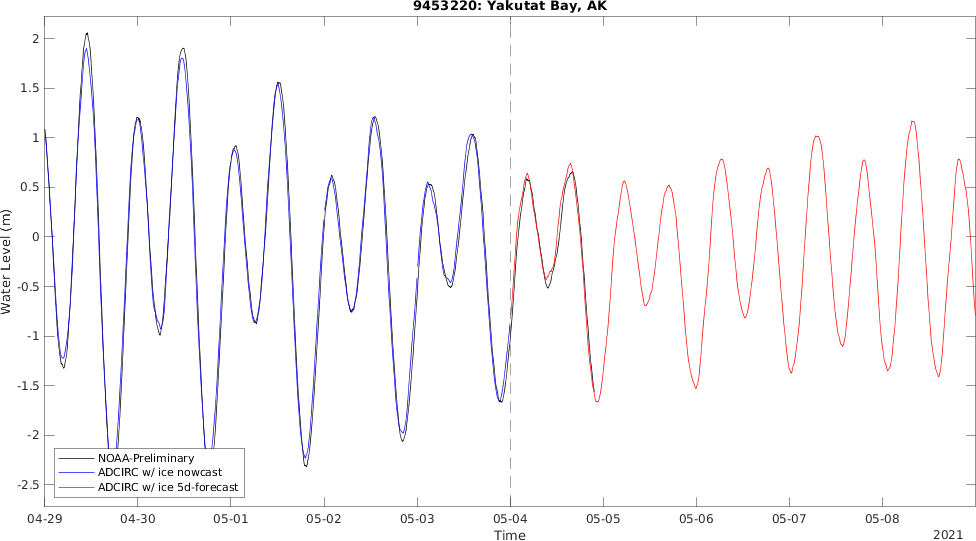 9453220: Yakutat Bay, AK
Water Level (m)
2
1.5
1
0.5
0
-0.5
-1
-1.5
-2
-2.5
NOAA-Preliminary
ADCIRC w/ ice nowcast
ADCIRC w/ ice 5d-forecast
04-29 04-30 05-01 05-02 05-03 05-04 05-05 05-06 05-07 05-08
Time
2021